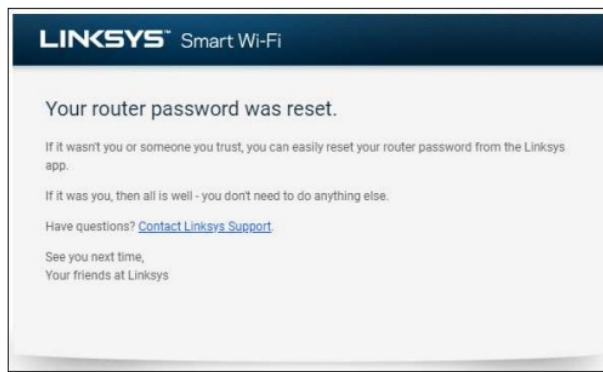 LINKSYS™ Smart Wi-Fi
Your router password was reset.
If it wasn't you or someone you trust, you can easily reset your router password from the Linksys
app.
If it was you, then all is well - you don't need to do anything else.
Have questions? Contact Linksys Support.
See you next time,
Your friends at Linksys